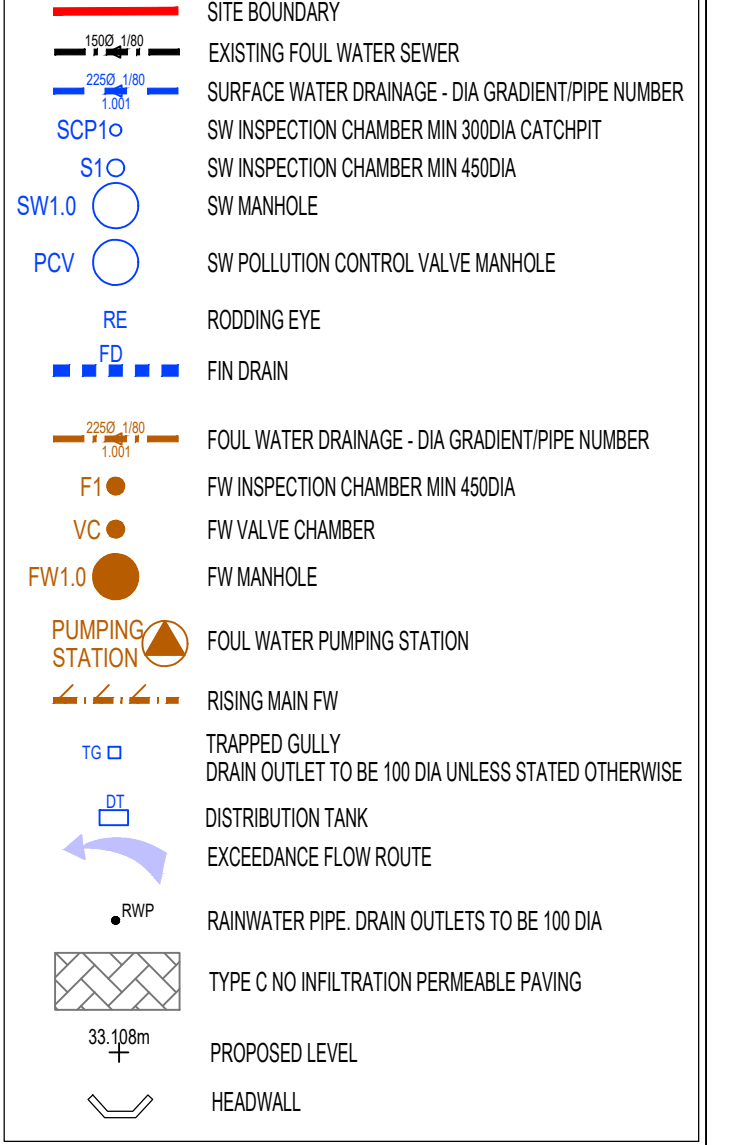 SITE BOUNDARY
150Ø 1/80
EXISTING FOUL WATER SEWER
225Ø 1/80
1.001
SURFACE WATER DRAINAGE - DIA GRADIENT/PIPE NUMBER
SCP1 SW INSPECTION CHAMBER MIN 300DIA CATCHPIT
S1 SW INSPECTION CHAMBER MIN 450DIA
SW1.0 SW MANHOLE
PCV SW POLLUTION CONTROL VALVE MANHOLE
RE RODDING EYE
FD
FIN DRAIN
225Ø 1/80
1.001
FOUL WATER DRAINAGE - DIA GRADIENT/PIPE NUMBER
F1 FW INSPECTION CHAMBER MIN 450DIA
VC FW VALVE CHAMBER
FW1.0 FW MANHOLE
PUMPING
STATION
FOUL WATER PUMPING STATION
RISING MAIN FW
TG
TRAPPED GULLY
DRAIN OUTLET TO BE 100 DIA UNLESS STATED OTHERWISE
DT
DISTRIBUTION TANK
EXCEEDANCE FLOW ROUTE
RWP
RAINWATER PIPE. DRAIN OUTLETS TO BE 100 DIA
TYPE C NO INFILTRATION PERMEABLE PAVING
33.108m
PROPOSED LEVEL
HEADWALL